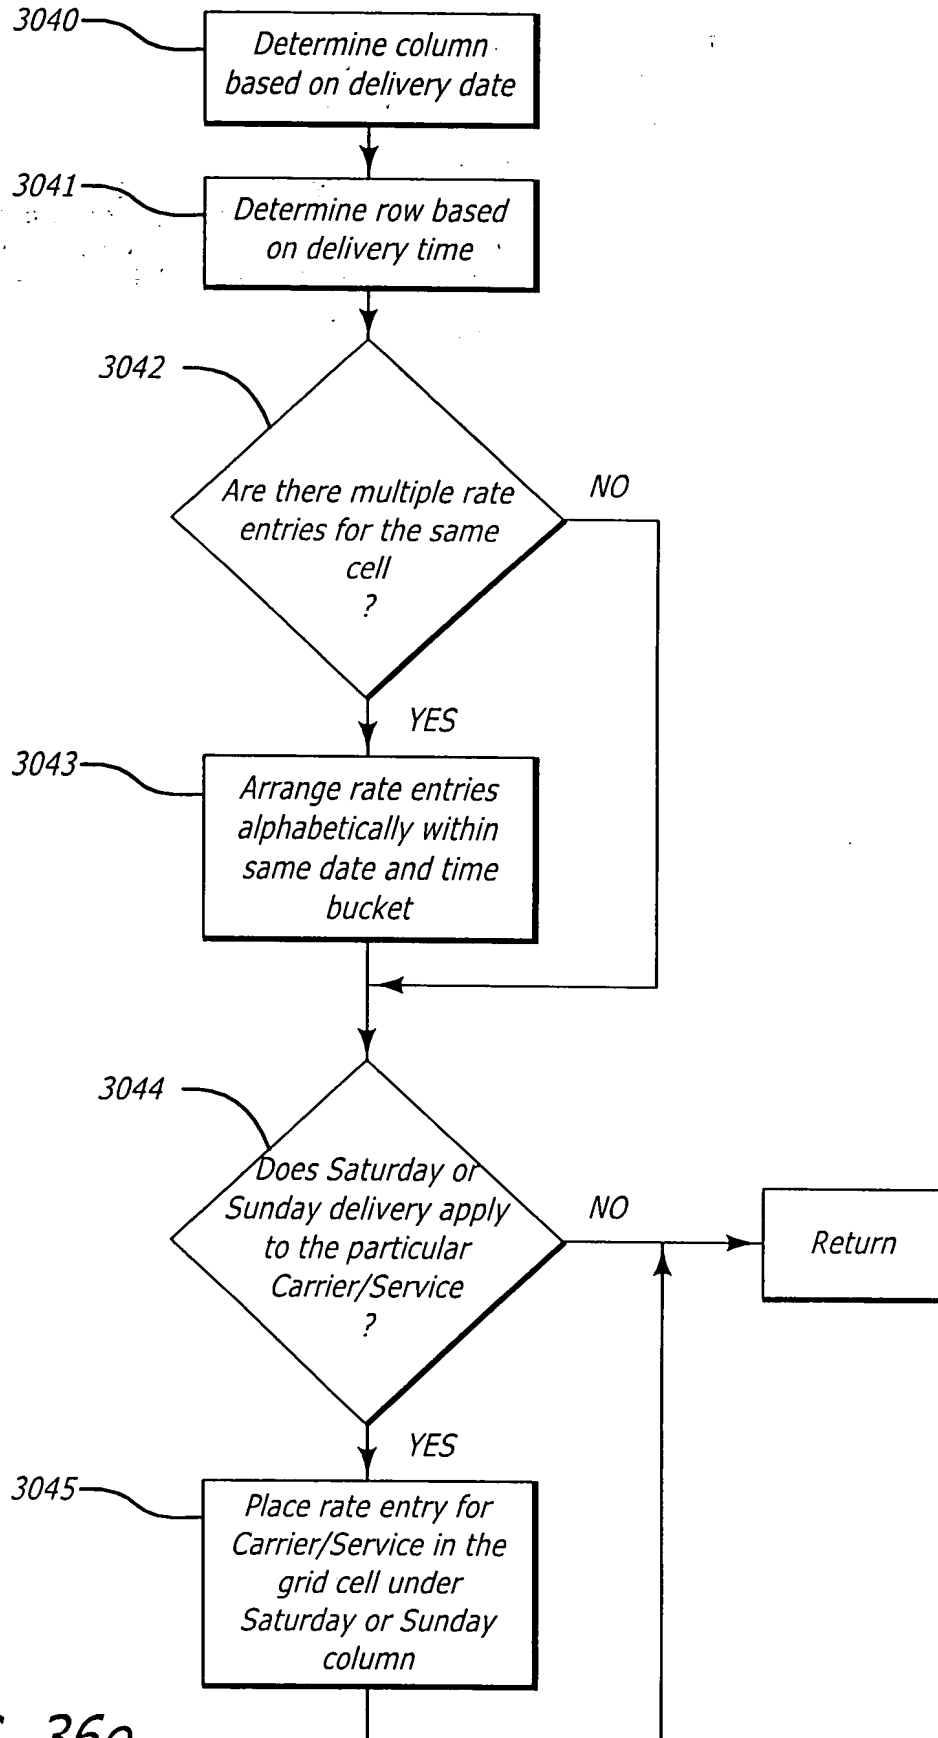 3040
Determine column
based on delivery date
3041
Determine row based
on delivery time
3042
Are there multiple rate
entries for the same
cell
?
NO
YES
3043
Arrange rate entries
alphabetically within
same date and time
bucket
3044
Does Saturday or
Sunday delivery apply
to the particular
Carrier/Service
?
NO
Return
YES
3045
Place rate entry for
Carrier/Service in the
grid cell under
Saturday or Sunday
column